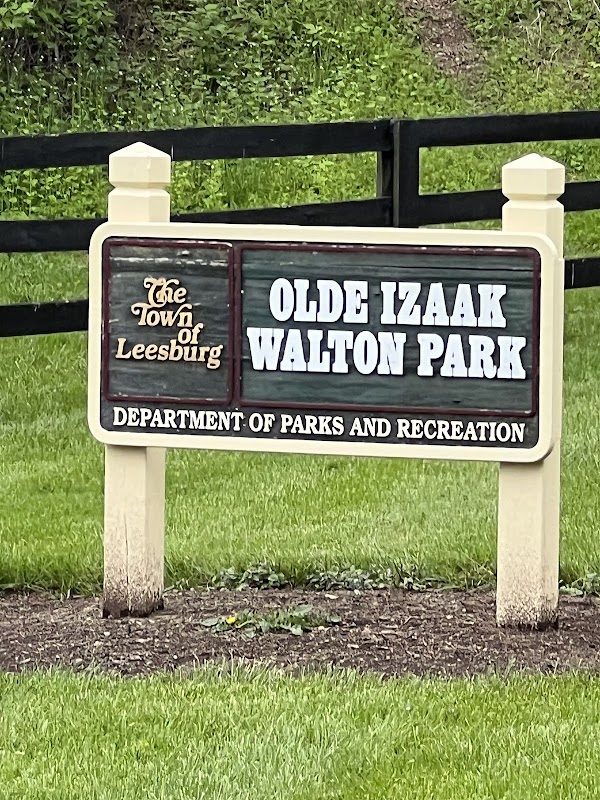 The
Town
of
Leesburg
OLDE IZAAK
WALTON PARK
DEPARTMENT OF PARKS AND RECREATION